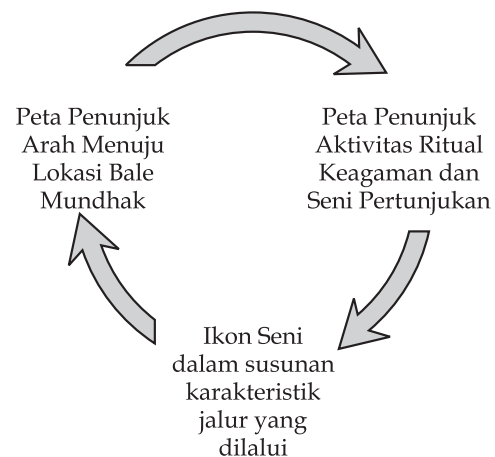 Peta Penunjuk
Arah Menuju
Lokasi Bale
Mundhak
Peta Penunjuk
Aktivitas Ritual
Keagaman dan
Seni Pertunjukan
Ikon Seni
dalam susunan
karakteristik
jalur yang
dilalui